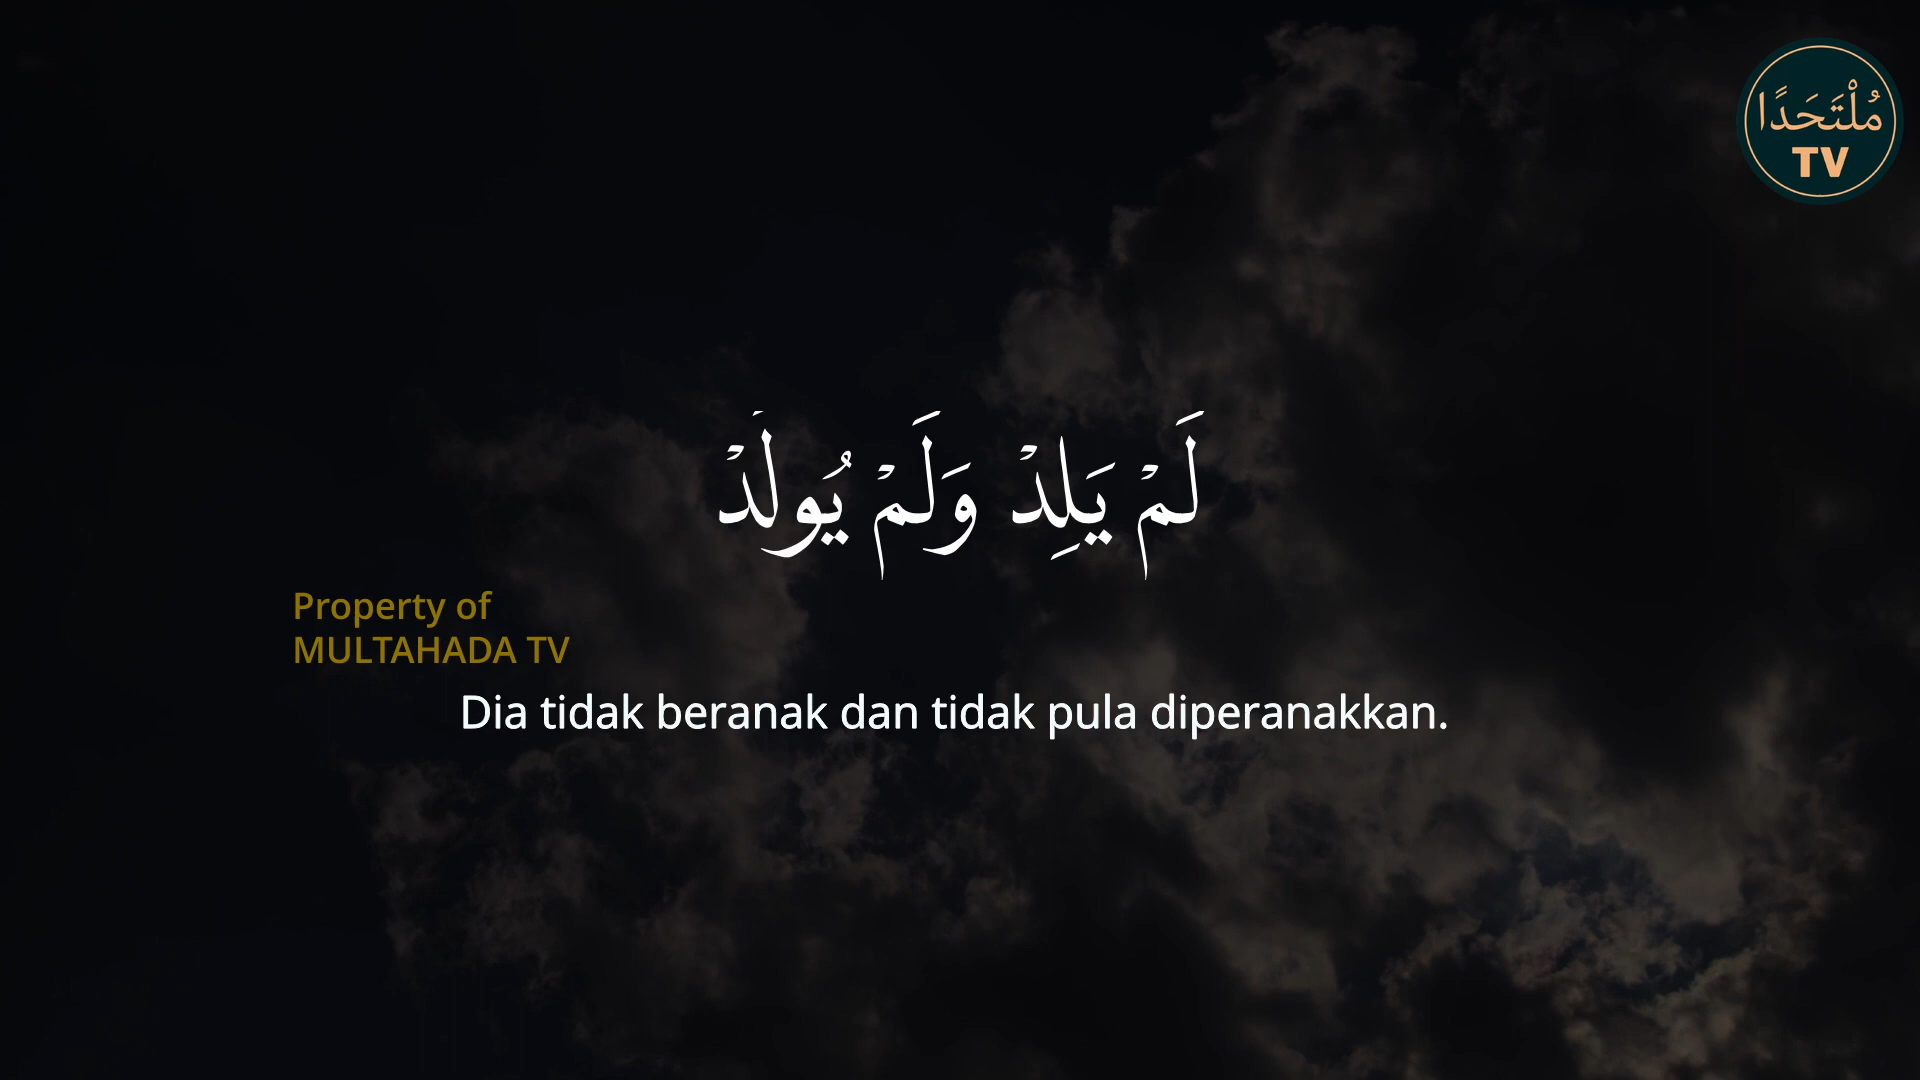 مُلْتَحَدًا
TV
لَمْ يَلِدْ وَلَمْ يُولَدْ
Property of
MULTAHADA TV
Dia tidak beranak dan tidak pula diperanakkan.